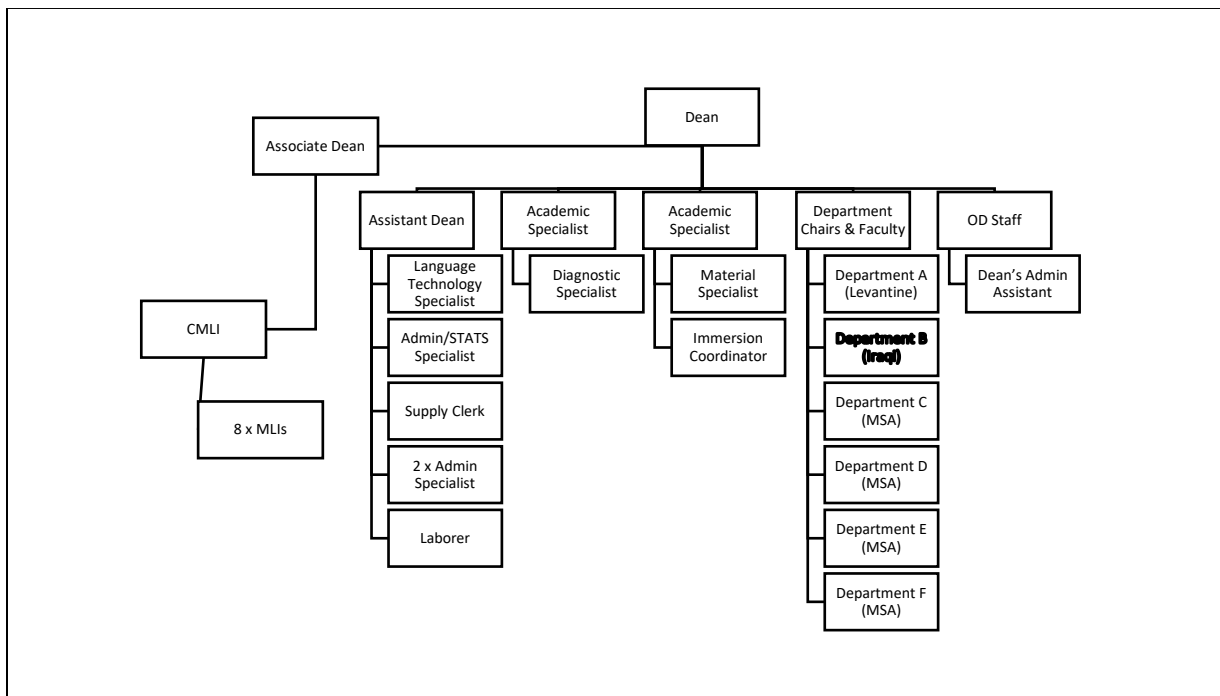 Dean
Associate Dean
Assistant Dean
Academic
Specialist
Academic
Specialist
Department
Chairs & Faculty
OD Staff
Language
Technology
Specialist
Diagnostic
Specialist
Material
Specialist
Department A
(Levantine)
Dean’s Admin
Assistant
CMLI
Admin/STATS
Specialist
Immersion
Coordinator
Department B
(Iraqi)
8 x MLIs
Supply Clerk
Department C
(MSA)
2 x Admin
Specialist
Department D
(MSA)
Laborer
Department E
(MSA)
Department F
(MSA)